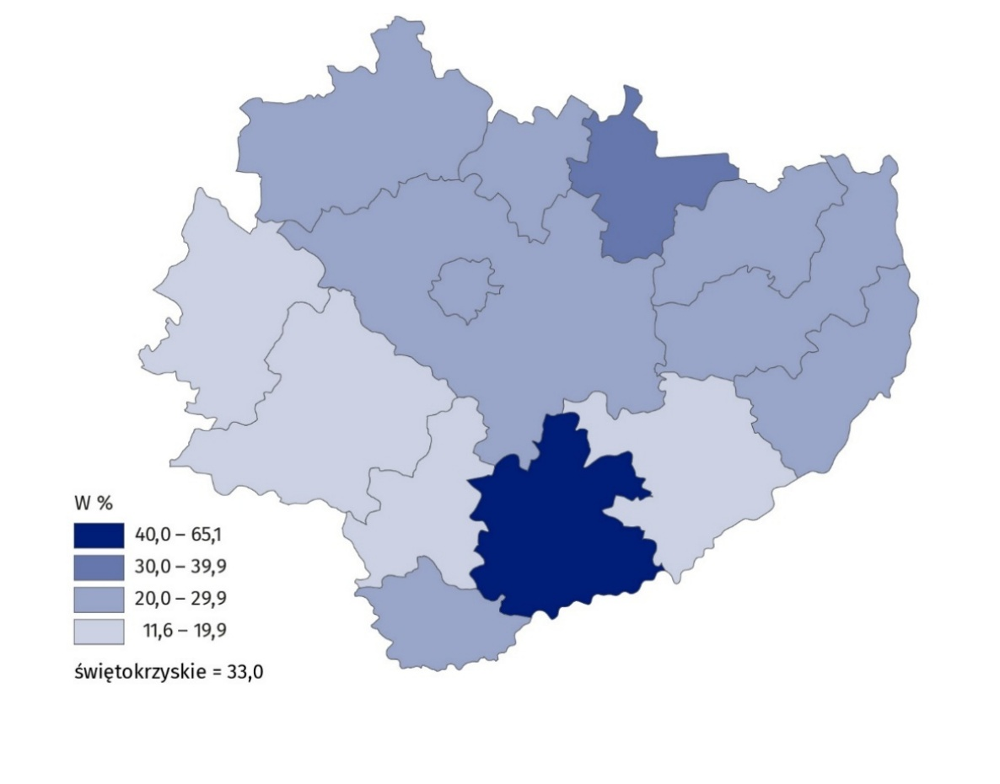 W %
40,0 – 65,1
30,0 – 39,9
20,0 – 29,9
11,6 – 19,9
świętokrzyskie = 33,0